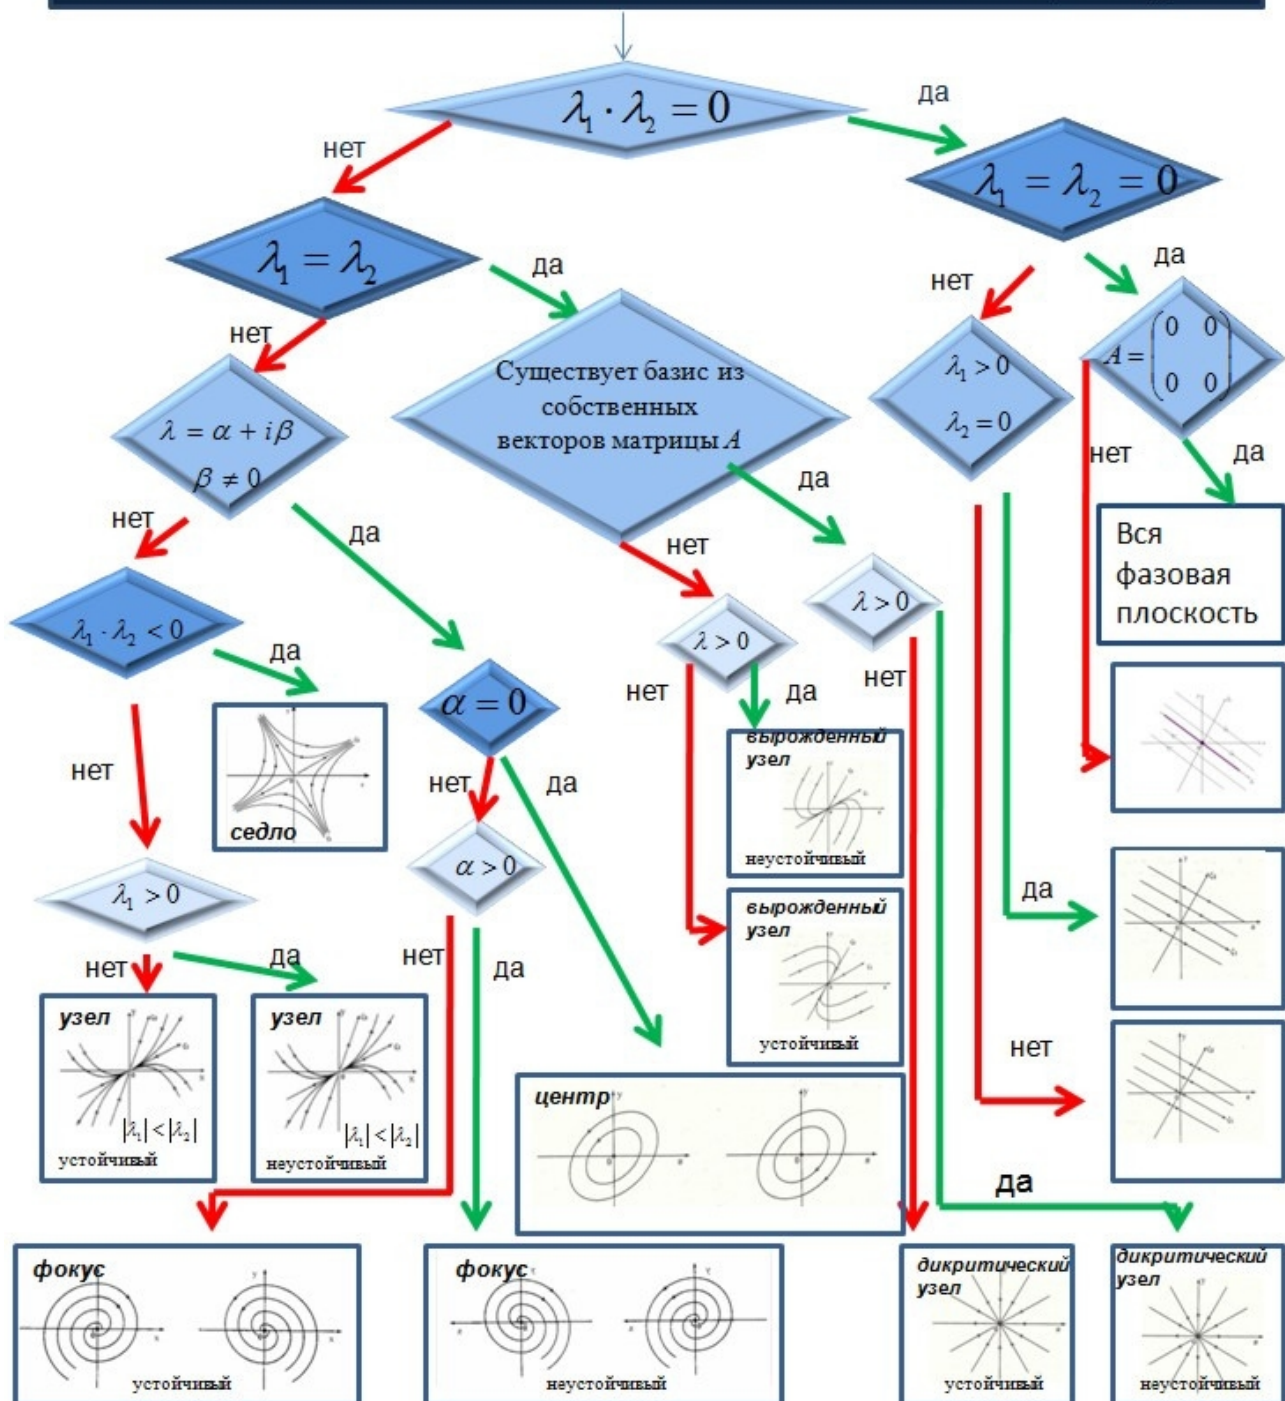 λ₁ · λ₂ = 0
да
нет
λ₁ = λ₂ = 0
λ₁ = λ₂
да
нет
да
нет
λ₁ > 0
λ₂ = 0
A = (0 0
0 0)
Существует базис из
собственных
векторов матрицы A
λ = α + iβ
β ≠ 0
нет
да
да
нет
нет
да
Вся
фазовая
плоскость
λ₁ · λ₂ < 0
да
λ > 0
λ > 0
α = 0
нет
да
нет
седло
нет
да
нет
да
вырожденный
узел
неустойчивый
λ₁ > 0
α > 0
да
вырожденный
узел
устойчивый
нет
да
нет
да
нет
узел
|λ₁| < |λ₂|
устойчивый
узел
|λ₁| < |λ₂|
неустойчивый
центр
да
фокус
устойчивый
фокус
неустойчивый
дикритический
узел
устойчивый
дикритический
узел
неустойчивый